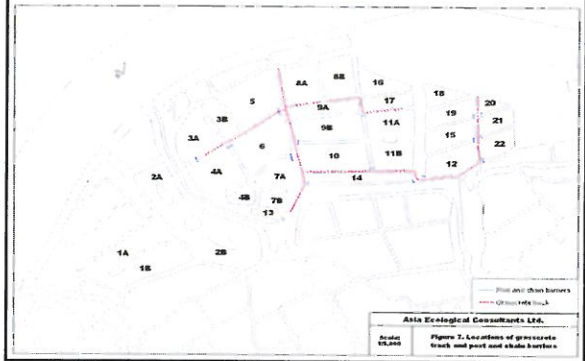 8A
8B
16
18
5
9A
17
20
3B
19
21
11A
3A
9B
15
6
22
10
11B
12
4A
7A
14
2A
4B
7B
13
1A
2B
1B
Post and chain barriers
Grasscrete track
Asia Ecological Consultants Ltd.
Scale:
Figure 7. Locations of grasscrete
track and post and chain barriers